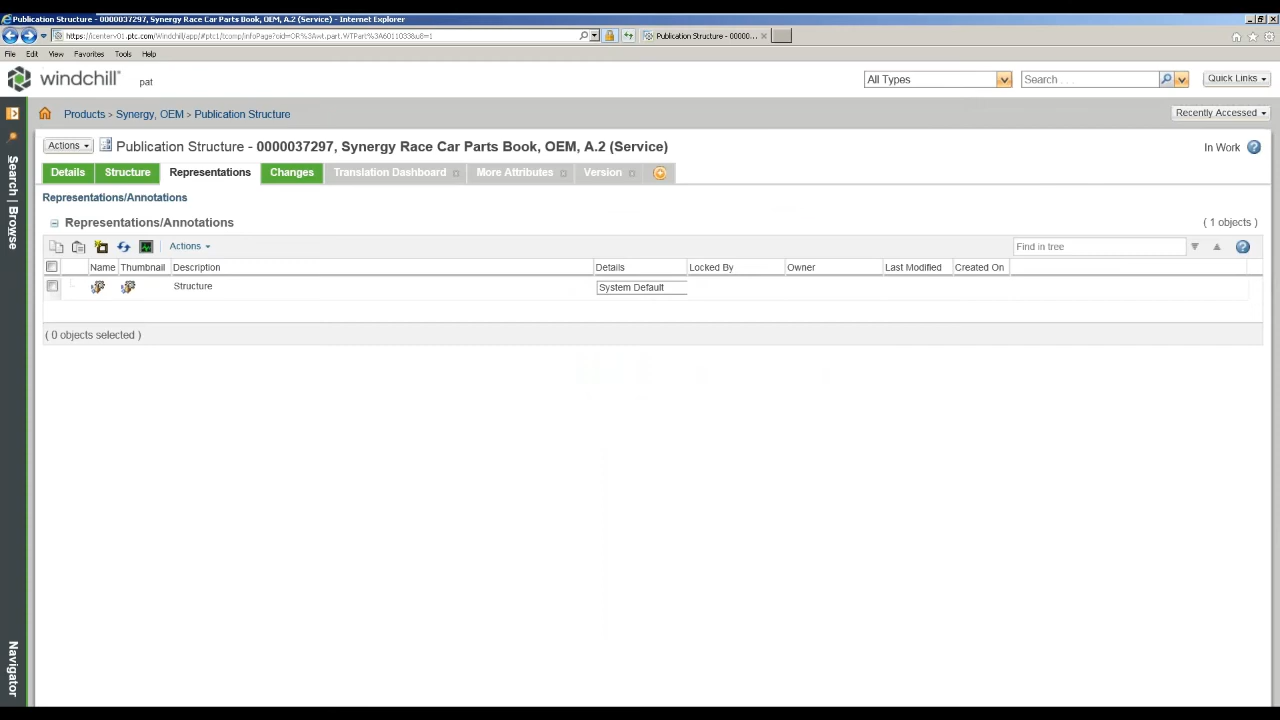 Publication Structure - 0000037297, Synergy Race Car Parts Book, OEM, A.2 (Service) - Internet Explorer
Publication Structure - 00000...
File Edit View Favorites Tools Help
windchill® pat
All Types
Search . . .
Quick Links
Products > Synergy, OEM > Publication Structure
Recently Accessed
Actions
Publication Structure - 0000037297, Synergy Race Car Parts Book, OEM, A.2 (Service)
In Work
Details Structure Representations Changes Translation Dashboard More Attributes Version
Search | Browse
Representations/Annotations
Representations/Annotations
( 1 objects )
Actions
Find in tree
Name Thumbnail Description Details Locked By Owner Last Modified Created On
Structure System Default
( 0 objects selected )
Navigator